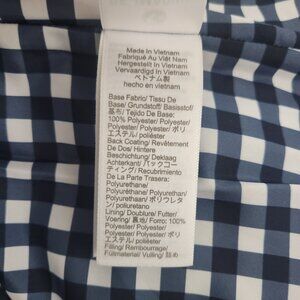 Made In Vietnam
Fabriqué Au Viêt Nam
Hergestellt In Vietnam
Vervaardigd In Vietnam
ベトナム製
hecho en vietnam
Base Fabric/ Tissu De
Base/ Grundstoff/ Basisstof/
基布/ Tejido De Base:
100% Polyester/ Polyester/
Polyester/ Polyester/ ポリ
エステル/ poliéster
Back Coating/ Revêtement
De Dos/ Hintere
Beschichtung/ Deklaag
Achterkant/ バックコー
ティング/ Recubrimiento
De La Parte Trasera:
Polyurethane/
Polyuréthane/ Polyurethan/
Polyurethaan/ ポリウレタ
ン/ poliuretano
Lining/ Doublure/ Futter/
Voering/ 裏地/ Forro: 100%
Polyester/ Polyester/
Polyester/ Polyester/ ポリ
エステル/ poliéster
Filling/ Rembourrage/
Füllmaterial/ Vulling/ 詰め